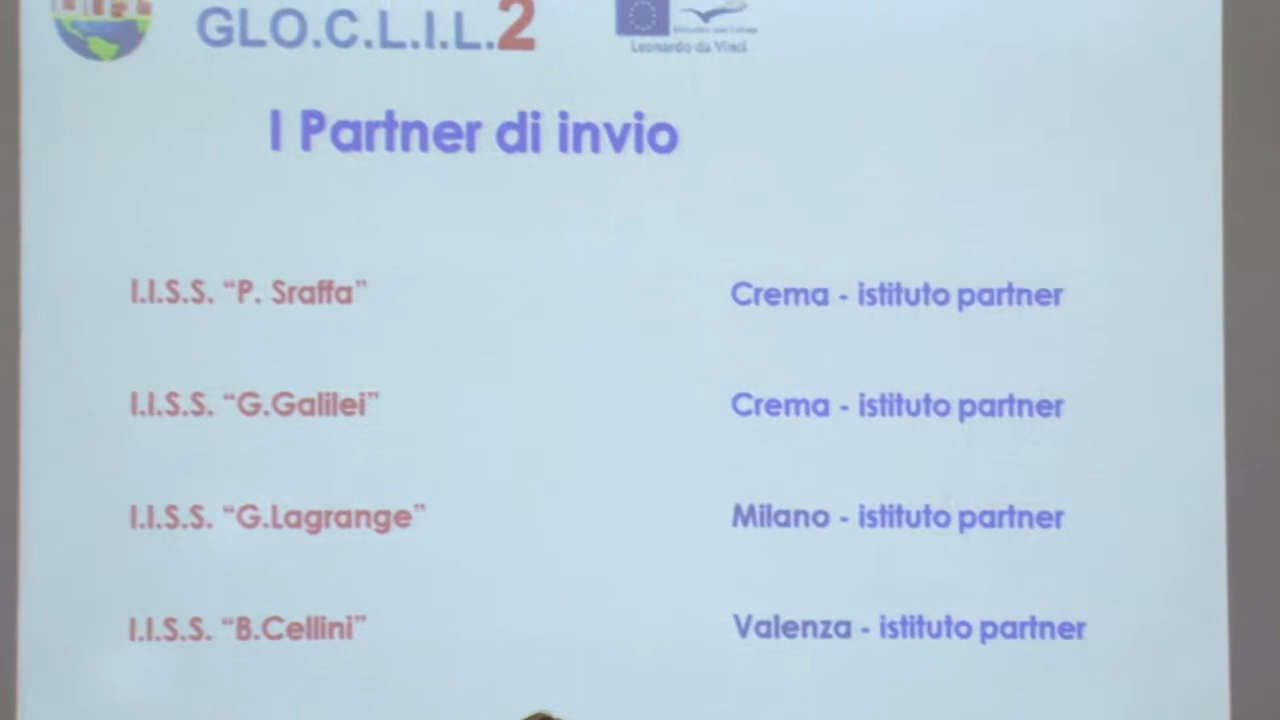 GLO.C.L.I.L.2
Leonardo da Vinci
I Partner di invio
I.I.S.S. “P. Sraffa” Crema - istituto partner
I.I.S.S. “G.Galilei” Crema - istituto partner
I.I.S.S. “G.Lagrange” Milano - istituto partner
I.I.S.S. “B.Cellini” Valenza - istituto partner